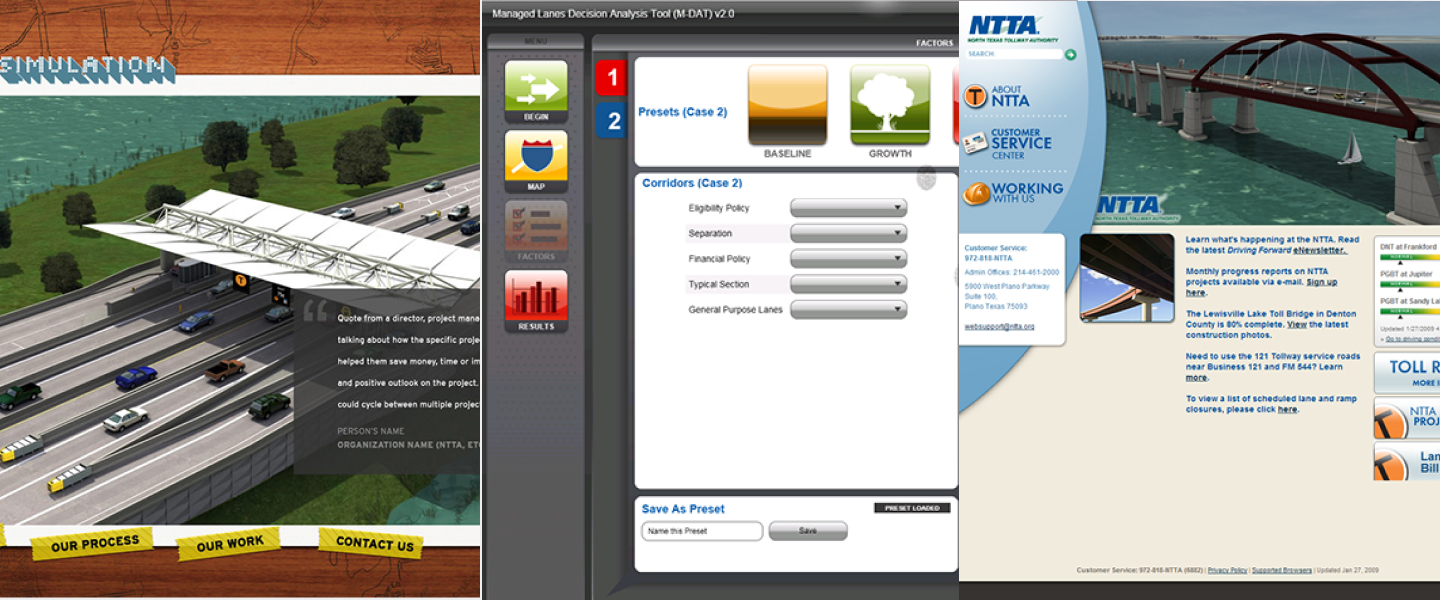 SIMULATION
Quote from a director, project mana
talking about how the specific proje
helped them save money, time or im
and positive outlook on the project.
could cycle between multiple projec
PERSON'S NAME
ORGANIZATION NAME (NTTA, ETC
OUR PROCESS
OUR WORK
CONTACT US
Managed Lanes Decision Analysis Tool (M-DAT) v2.0
MENU
FACTORS
BEGIN
MAP
FACTORS
RESULTS
1
2
Presets (Case 2)
BASELINE
GROWTH
Corridors (Case 2)
Eligibility Policy
Separation
Financial Policy
Typical Section
General Purpose Lanes
Save As Preset
PRESET LOADED
Name this Preset
Save
NTTA.
NORTH TEXAS TOLLWAY AUTHORITY
SEARCH:
ABOUT
NTTA
CUSTOMER
SERVICE
CENTER
WORKING
WITH US
Customer Service:
972-818-NTTA
Admin Offices: 214-461-2000
5900 West Plano Parkway
Suite 100,
Plano Texas 75093
websupport@ntta.org
NTTA
NORTH TEXAS TOLLWAY AUTHORITY
Learn what's happening at the NTTA. Read
the latest Driving Forward eNewsletter.
Monthly progress reports on NTTA
projects available via e-mail. Sign up
here.
The Lewisville Lake Toll Bridge in Denton
County is 80% complete. View the latest
construction photos.
Need to use the 121 Tollway service roads
near Business 121 and FM 544? Learn
more.
To view a list of scheduled lane and ramp
closures, please click here.
DNT at Frankford
NORMAL
PGBT at Jupiter
NORMAL
PGBT at Sandy La
NORMAL
Updated 1/27/2009 4
» Go to driving condi
TOLL R
MORE I
NTTA
PROJ
Lan
Bill
Customer Service: 972-818-NTTA (6882) | Privacy Policy | Supported Browsers | Updated Jan 27, 2009